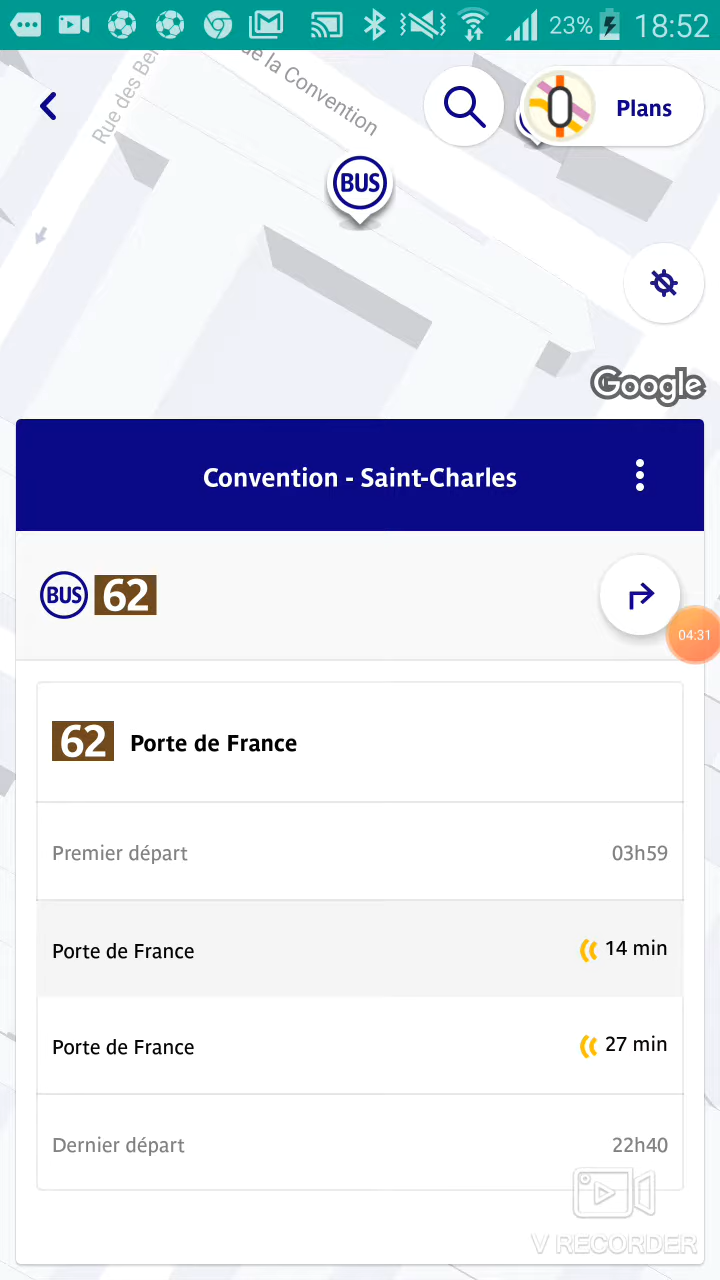 23% 18:52
Rue des Be
de la Convention
Plans
BUS
Google
Convention - Saint-Charles
BUS 62
04:31
62 Porte de France
Premier départ 03h59
Porte de France 14 min
Porte de France 27 min
Dernier départ 22h40
V RECORDER